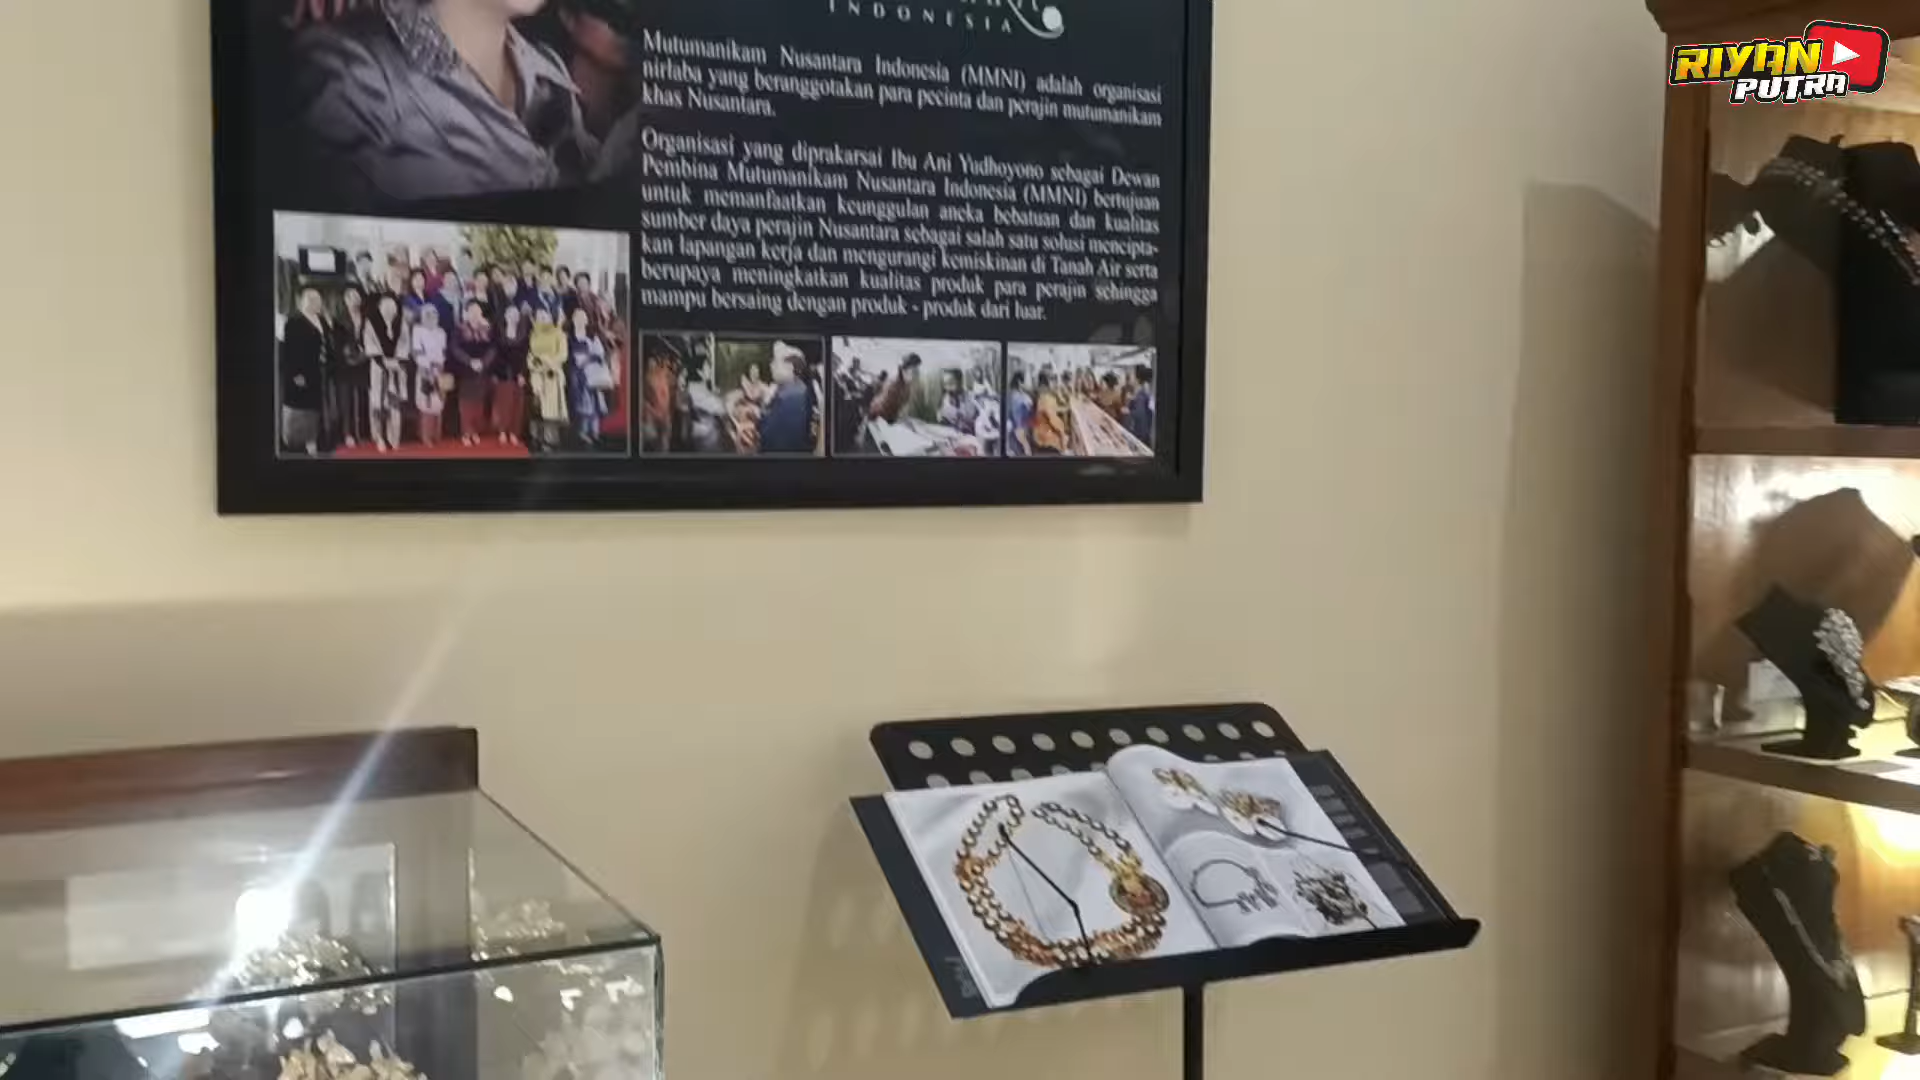 INDONESIA
RIYAN
PUTRA
Mutumanikam Nusantara Indonesia (MMNI) adalah organisasi
nirlaba yang beranggotakan para pecinta dan perajin mutumanikam
khas Nusantara.
Organisasi yang diprakarsai Ibu Ani Yudhoyono sebagai Dewan
Pembina Mutumanikam Nusantara Indonesia (MMNI) bertujuan
untuk memanfaatkan keunggulan aneka bebatuan dan kualitas
sumber daya perajin Nusantara sebagai salah satu solusi mencipta-
kan lapangan kerja dan mengurangi kemiskinan di Tanah Air serta
berupaya meningkatkan kualitas produk para perajin sehingga
mampu bersaing dengan produk - produk dari luar.